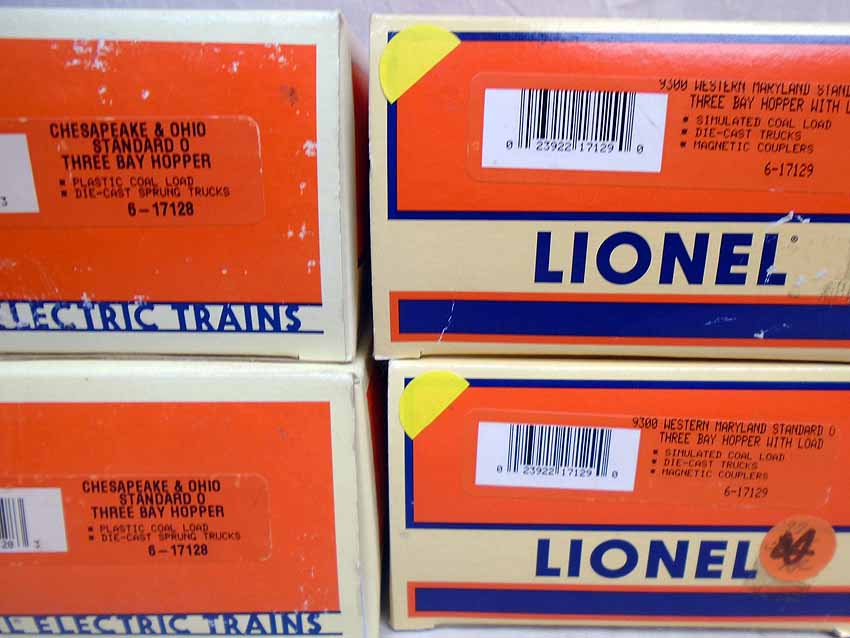 CHESAPEAKE & OHIO
STANDARD O
THREE BAY HOPPER
▪ PLASTIC COAL LOAD
▪ DIE-CAST SPRUNG TRUCKS
6-17128
3
LECTRIC TRAINS
9300 WESTERN MARYLAND STAND
THREE BAY HOPPER WITH L
▪ SIMULATED COAL LOAD
▪ DIE-CAST TRUCKS
▪ MAGNETIC COUPLERS
6-17129
0 23922 17129 0
LIONEL®
CHESAPEAKE & OHIO
STANDARD O
THREE BAY HOPPER
▪ PLASTIC COAL LOAD
▪ DIE-CAST SPRUNG TRUCKS
6-17128
28 3
L ELECTRIC TRAINS
9300 WESTERN MARYLAND STANDARD O
THREE BAY HOPPER WITH LOAD
▪ SIMULATED COAL LOAD
▪ DIE-CAST TRUCKS
▪ MAGNETIC COUPLERS
6-17129
0 23922 17129 0
LIONEL